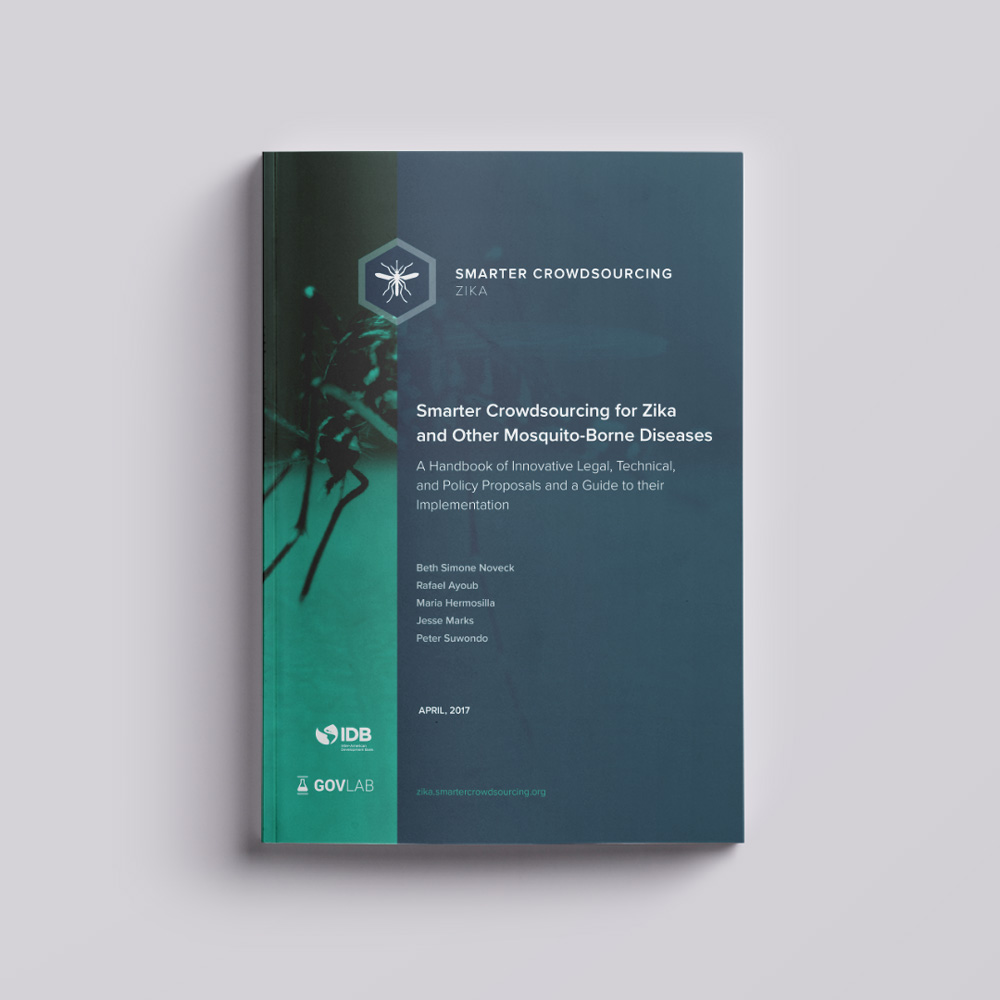 SMARTER CROWDSOURCING
ZIKA
Smarter Crowdsourcing for Zika
and Other Mosquito-Borne Diseases
A Handbook of Innovative Legal, Technical,
and Policy Proposals and a Guide to their
Implementation
Beth Simone Noveck
Rafael Ayoub
Maria Hermosilla
Jesse Marks
Peter Suwondo
APRIL, 2017
IDB
Inter-American
Development Bank
GOVLAB
zika.smartercrowdsourcing.org